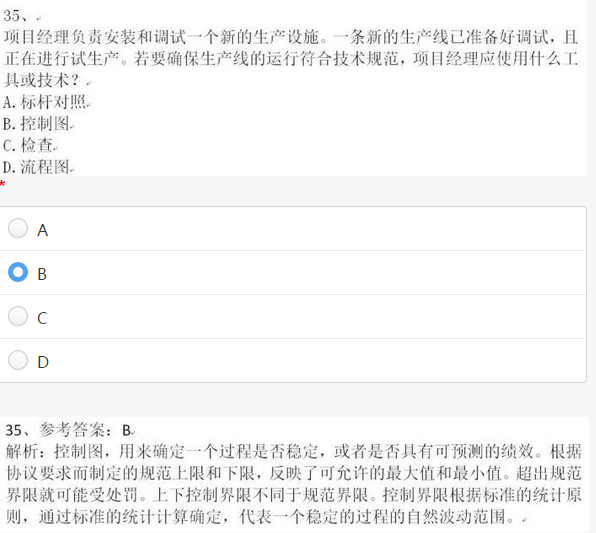 35、
项目经理负责安装和调试一个新的生产设施。一条新的生产线已准备好调试，且
正在进行试生产。若要确保生产线的运行符合技术规范，项目经理应使用什么工
具或技术？
A.标杆对照
B.控制图
C.检查
D.流程图
*
A
B
C
D
35、参考答案：B
解析：控制图，用来确定一个过程是否稳定，或者是否具有可预测的绩效。根据
协议要求而制定的规范上限和下限，反映了可允许的最大值和最小值。超出规范
界限就可能受处罚。上下控制界限不同于规范界限。控制界限根据标准的统计原
则，通过标准的统计计算确定，代表一个稳定的过程的自然波动范围。